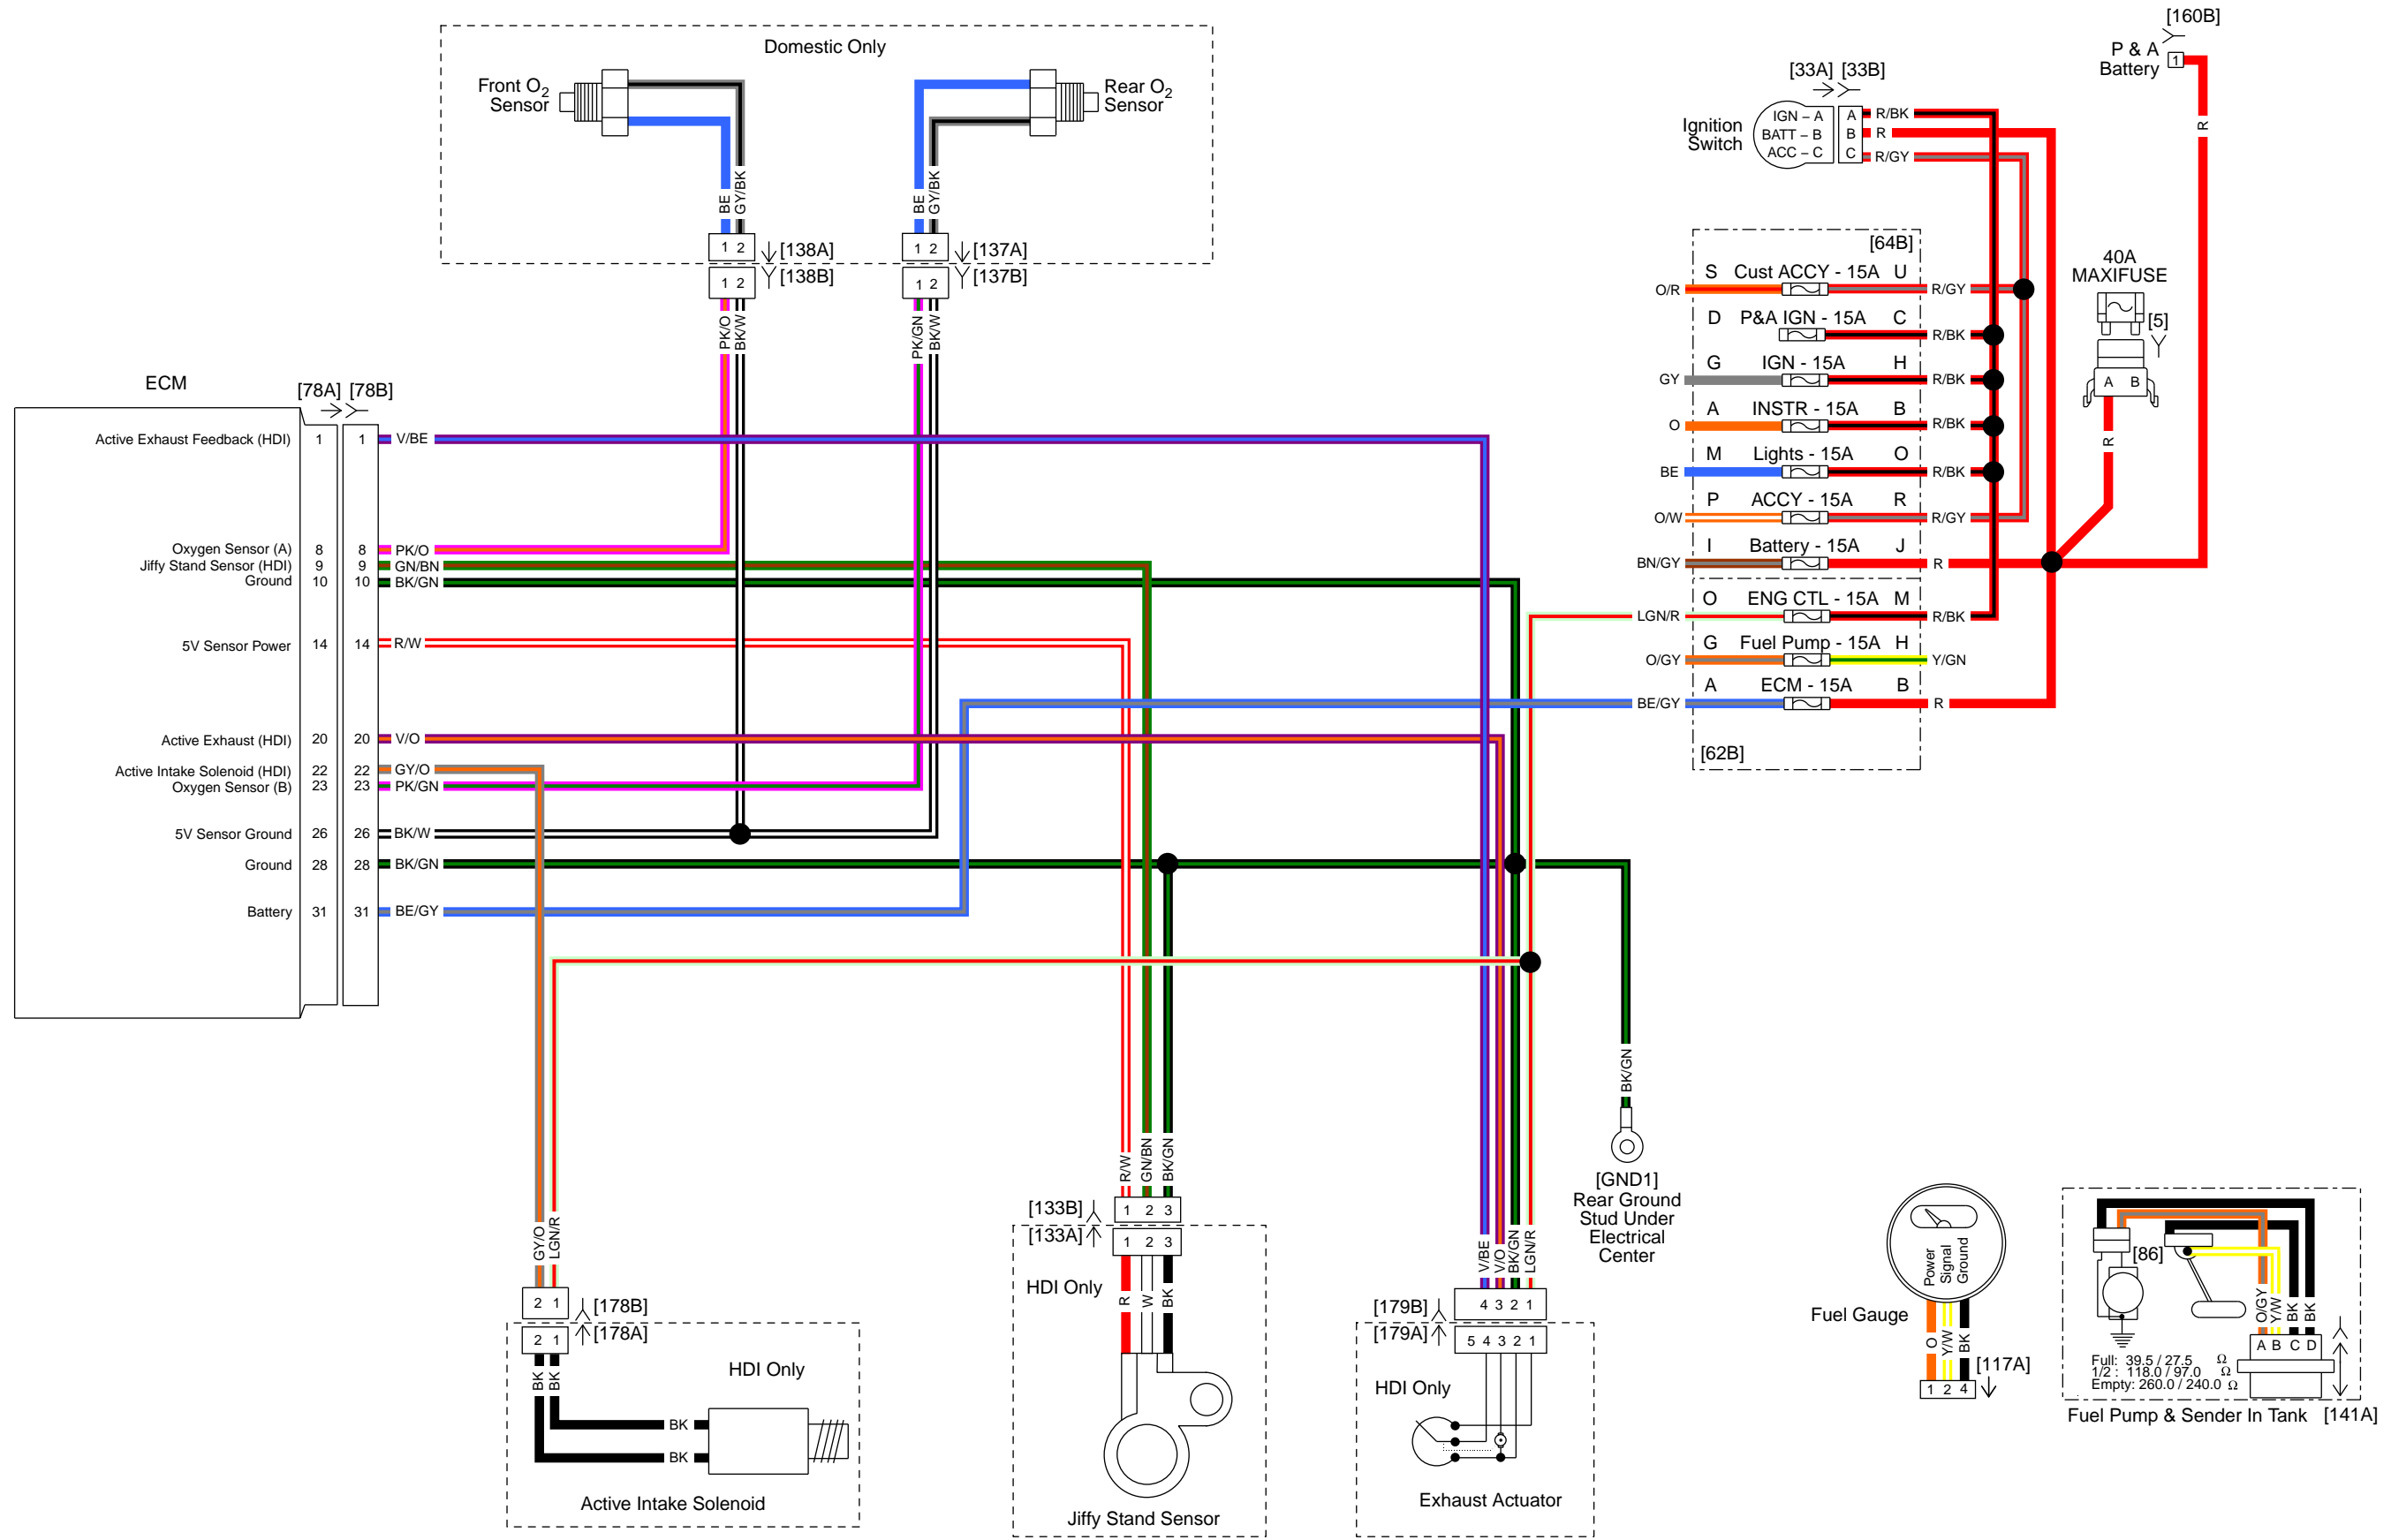 [160B]
P & A
Battery
1
R
Domestic Only
Front O2
Sensor
Rear O2
Sensor
BE
GY/BK
BE
GY/BK
1 2
[138A]
1 2
[137A]
1 2
[138B]
1 2
[137B]
PK/O
BK/W
PK/GN
BK/W
[33A] [33B]
Ignition
Switch
IGN – A
BATT – B
ACC – C
A
B
C
R/BK
R
R/GY
[64B]
S Cust ACCY - 15A U
O/R
R/GY
D P&A IGN - 15A C
R/BK
G IGN - 15A H
GY
R/BK
A INSTR - 15A B
O
R/BK
M Lights - 15A O
BE
R/BK
P ACCY - 15A R
O/W
R/GY
I Battery - 15A J
BN/GY
R
O ENG CTL - 15A M
LGN/R
R/BK
G Fuel Pump - 15A H
O/GY
Y/GN
A ECM - 15A B
BE/GY
R
[62B]
40A
MAXIFUSE
[5]
A B
R
ECM
[78A] [78B]
Active Exhaust Feedback (HDI) 1 1 V/BE
Oxygen Sensor (A) 8 8 PK/O
Jiffy Stand Sensor (HDI) 9 9 GN/BN
Ground 10 10 BK/GN
5V Sensor Power 14 14 R/W
Active Exhaust (HDI) 20 20 V/O
Active Intake Solenoid (HDI) 22 22 GY/O
Oxygen Sensor (B) 23 23 PK/GN
5V Sensor Ground 26 26 BK/W
Ground 28 28 BK/GN
Battery 31 31 BE/GY
GY/O
LGN/R
2 1
[178B]
2 1
[178A]
HDI Only
BK
BK
BK
BK
Active Intake Solenoid
R/W
GN/BN
BK/GN
[133B]
1 2 3
[133A]
1 2 3
HDI Only
R
W
BK
Jiffy Stand Sensor
V/BE
V/O
BK/GN
LGN/R
[179B]
4 3 2 1
[179A]
5 4 3 2 1
HDI Only
Exhaust Actuator
BK/GN
[GND1]
Rear Ground
Stud Under
Electrical
Center
Power
Signal
Ground
Fuel Gauge
O
Y/W
BK
[117A]
1 2 4
[86]
O/GY
Y/W
BK
BK
A B C D
Full: 39.5 / 27.5 Ω
1/2 : 118.0 / 97.0 Ω
Empty: 260.0 / 240.0 Ω
Fuel Pump & Sender In Tank [141A]